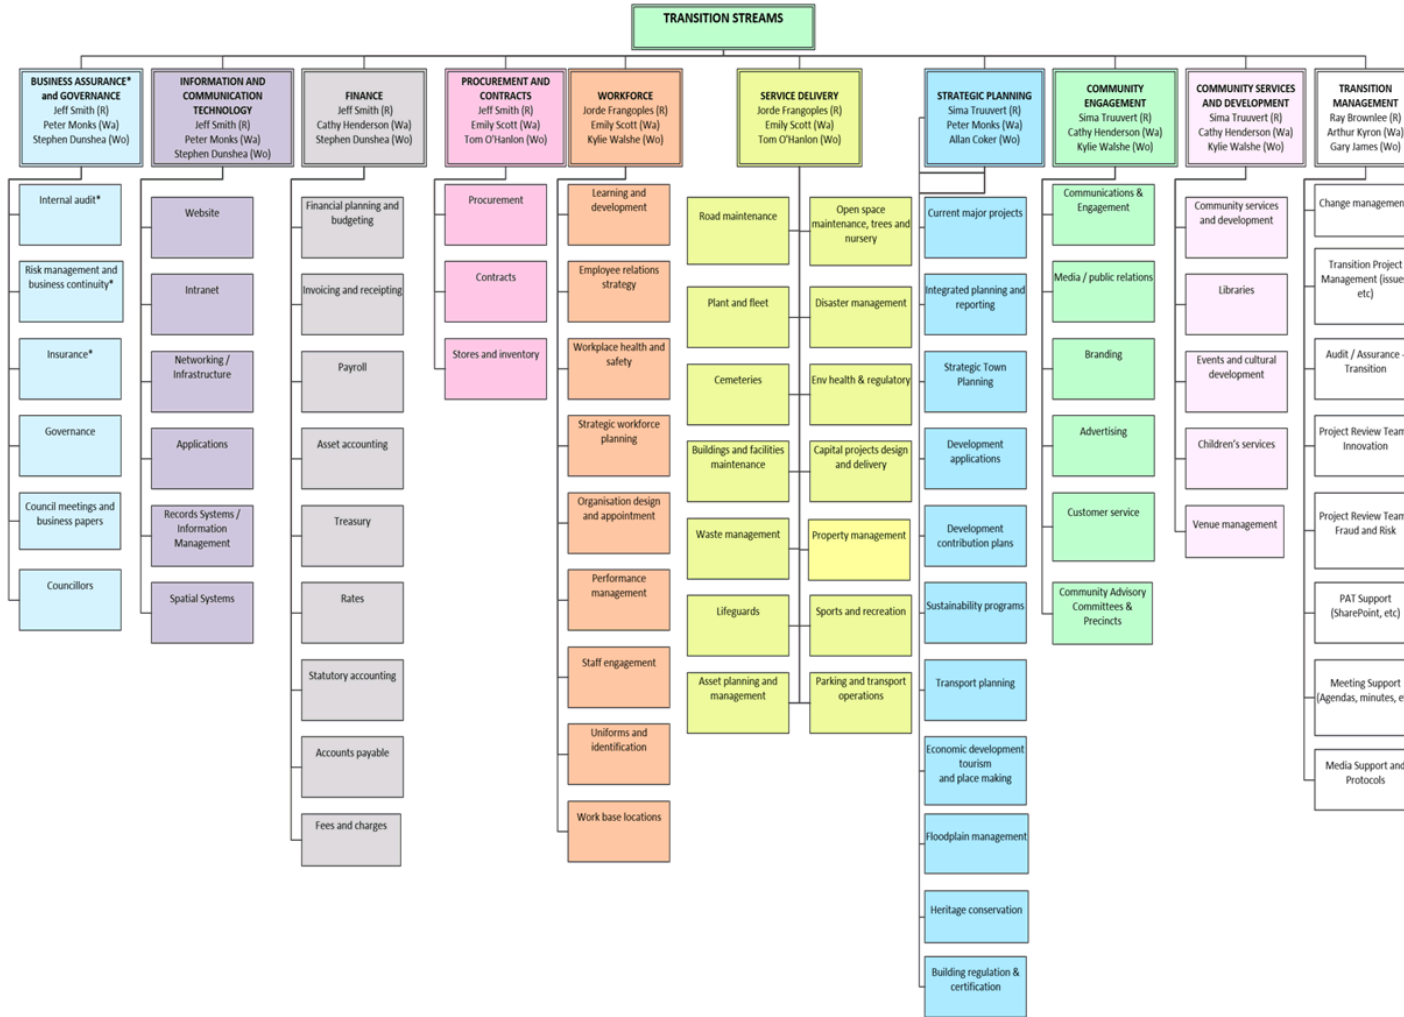 TRANSITION STREAMS
BUSINESS ASSURANCE*
and GOVERNANCE
Jeff Smith (R)
Peter Monks (Wa)
Stephen Dunshea (Wo)
Internal audit*
Risk management and
business continuity*
Insurance*
Governance
Council meetings and
business papers
Councillors
INFORMATION AND
COMMUNICATION
TECHNOLOGY
Jeff Smith (R)
Peter Monks (Wa)
Stephen Dunshea (Wo)
Website
Intranet
Networking /
Infrastructure
Applications
Records Systems /
Information
Management
Spatial Systems
FINANCE
Jeff Smith (R)
Cathy Henderson (Wa)
Stephen Dunshea (Wo)
Financial planning and
budgeting
Invoicing and receipting
Payroll
Asset accounting
Treasury
Rates
Statutory accounting
Accounts payable
Fees and charges
PROCUREMENT AND
CONTRACTS
Jeff Smith (R)
Emily Scott (Wa)
Tom O'Hanlon (Wo)
Procurement
Contracts
Stores and inventory
WORKFORCE
Jorde Frangoples (R)
Emily Scott (Wa)
Kylie Walshe (Wo)
Learning and
development
Employee relations
strategy
Workplace health and
safety
Strategic workforce
planning
Organisation design
and appointment
Performance
management
Staff engagement
Uniforms and
identification
Work base locations
SERVICE DELIVERY
Jorde Frangoples (R)
Emily Scott (Wa)
Tom O'Hanlon (Wo)
Road maintenance
Open space
maintenance, trees and
nursery
Plant and fleet
Disaster management
Cemeteries
Env health & regulatory
Buildings and facilities
maintenance
Capital projects design
and delivery
Waste management
Property management
Lifeguards
Sports and recreation
Asset planning and
management
Parking and transport
operations
STRATEGIC PLANNING
Sima Truuvert (R)
Peter Monks (Wa)
Allan Coker (Wo)
Current major projects
Integrated planning and
reporting
Strategic Town
Planning
Development
applications
Development
contribution plans
Sustainability programs
Transport planning
Economic development
tourism
and place making
Floodplain management
Heritage conservation
Building regulation &
certification
COMMUNITY
ENGAGEMENT
Sima Truuvert (R)
Cathy Henderson (Wa)
Kylie Walshe (Wo)
Communications &
Engagement
Media / public relations
Branding
Advertising
Customer service
Community Advisory
Committees &
Precincts
COMMUNITY SERVICES
AND DEVELOPMENT
Sima Truuvert (R)
Cathy Henderson (Wa)
Kylie Walshe (Wo)
Community services
and development
Libraries
Events and cultural
development
Children's services
Venue management
TRANSITION
MANAGEMENT
Ray Brownlee (R)
Arthur Kyron (Wa)
Gary James (Wo)
Change managemen
Transition Project
Management (issues
etc)
Audit / Assurance -
Transition
Project Review Team
Innovation
Project Review Team
Fraud and Risk
PAT Support
(SharePoint, etc)
Meeting Support
(Agendas, minutes, e
Media Support and
Protocols